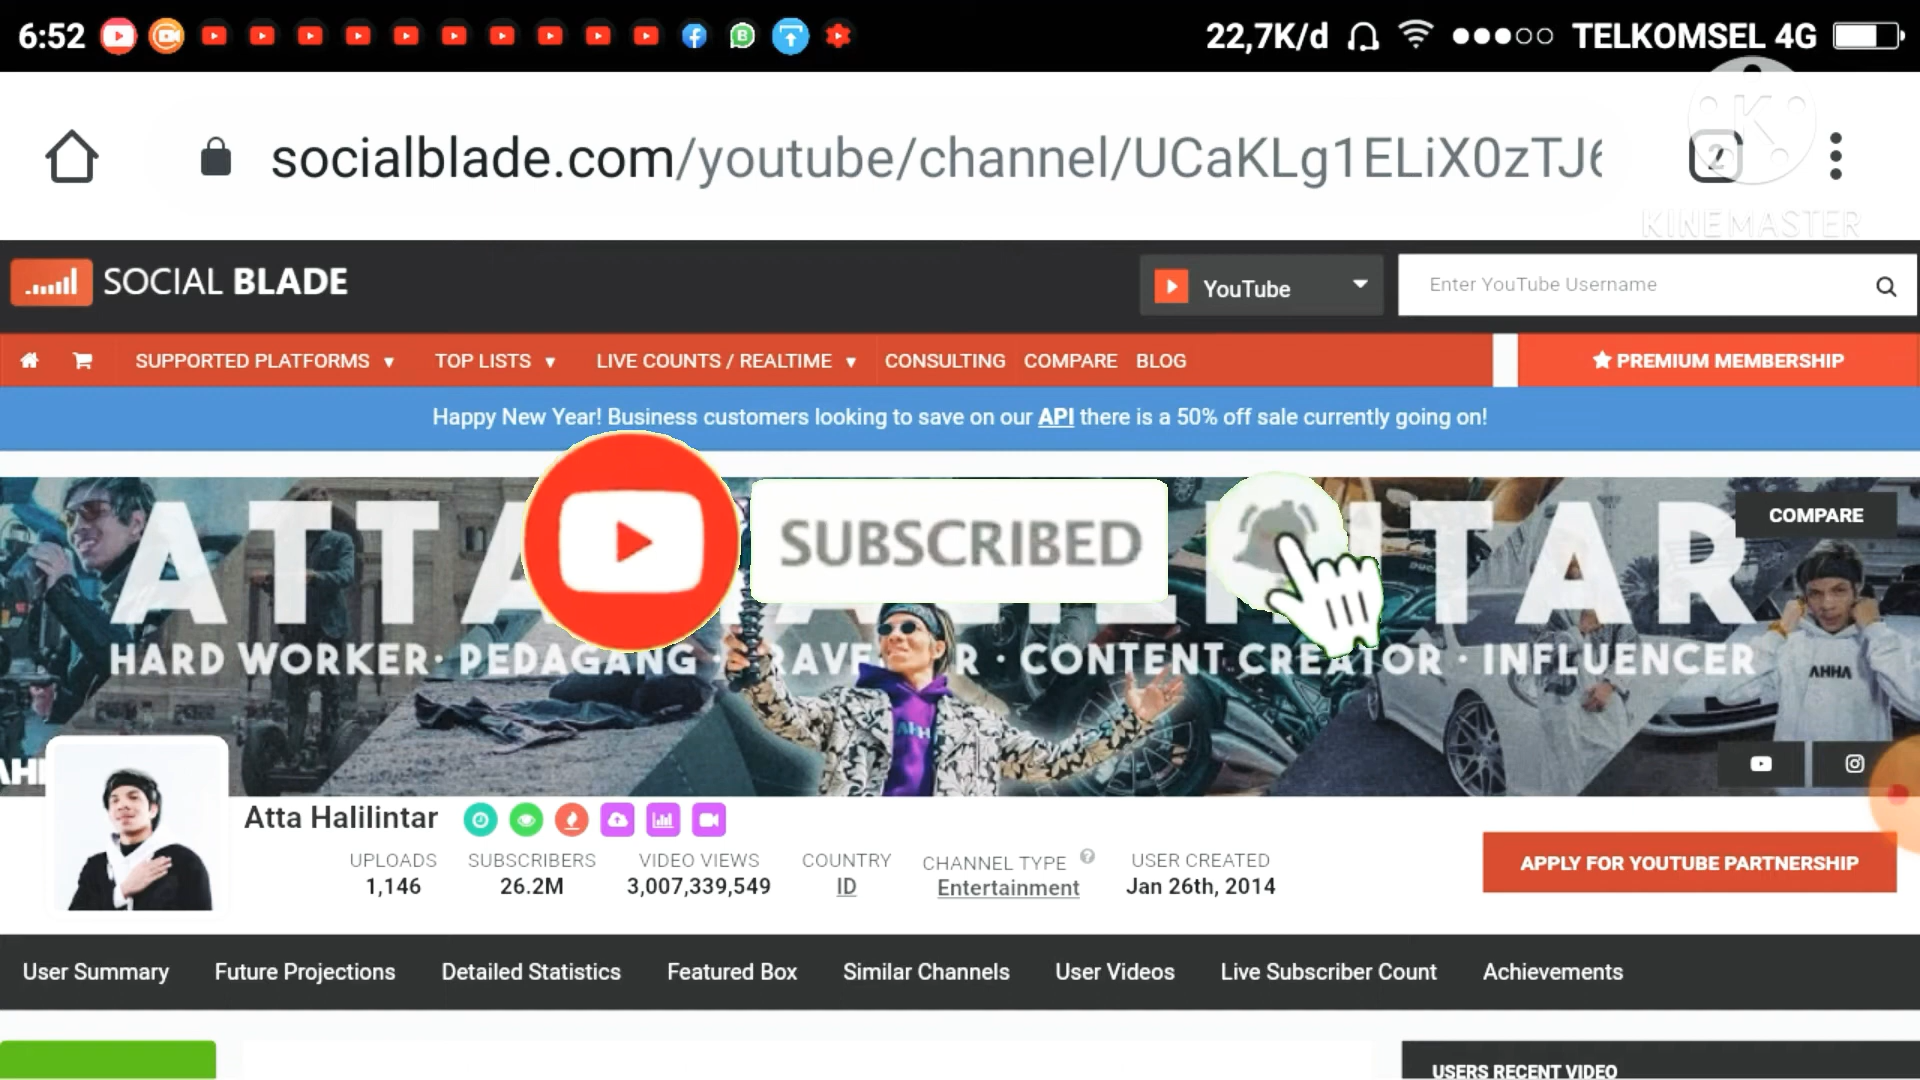 6:52
22,7K/d
TELKOMSEL 4G
socialblade.com/youtube/channel/UCaKLg1ELiX0zTJ6
2
KINEMASTER
SOCIAL BLADE
YouTube
Enter YouTube Username
SUPPORTED PLATFORMS
TOP LISTS
LIVE COUNTS / REALTIME
CONSULTING
COMPARE
BLOG
PREMIUM MEMBERSHIP
Happy New Year! Business customers looking to save on our API there is a 50% off sale currently going on!
ATTA
SUBSCRIBED
COMPARE
HARD WORKER· PEDAGANG · · CONTENT CREATOR · INFLUENCER
AHHA
Atta Halilintar
UPLOADS
1,146
SUBSCRIBERS
26.2M
VIDEO VIEWS
3,007,339,549
COUNTRY
ID
CHANNEL TYPE
Entertainment
USER CREATED
Jan 26th, 2014
APPLY FOR YOUTUBE PARTNERSHIP
User Summary
Future Projections
Detailed Statistics
Featured Box
Similar Channels
User Videos
Live Subscriber Count
Achievements
USERS RECENT VIDEO